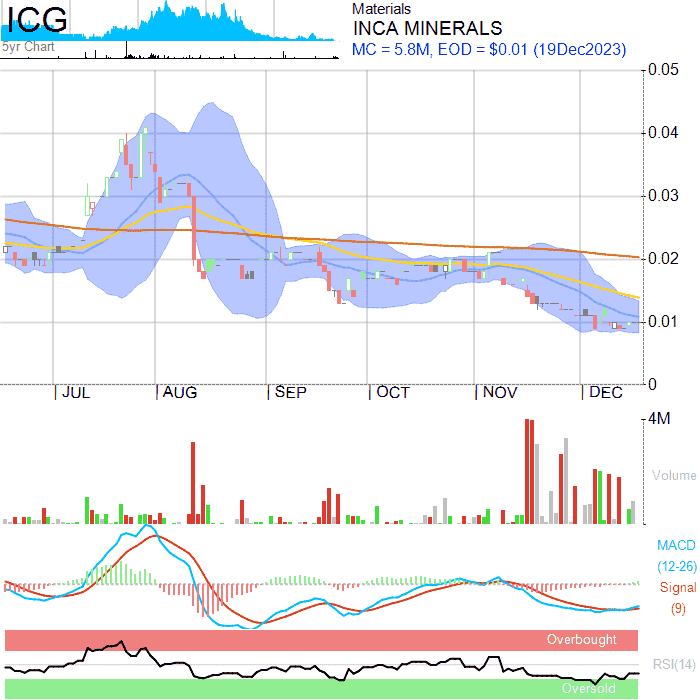 ICG
5yr Chart
Materials
INCA MINERALS
MC = 5.8M, EOD = $0.01 (19Dec2023)
0.05
0.04
0.03
0.02
0.01
0
JUL AUG SEP OCT NOV DEC
4M
Volume
MACD
(12-26)
Signal
(9)
Overbought
RSI(14)
Oversold